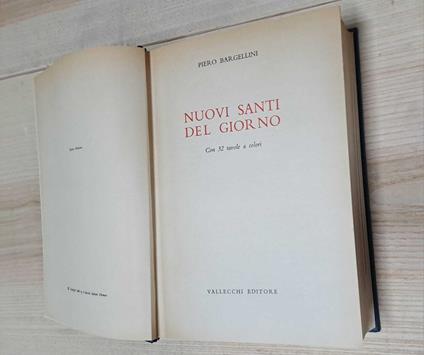 PIERO BARGELLINI
NUOVI SANTI
DEL GIORNO
Con 32 tavole a colori
VALLECCHI EDITORE